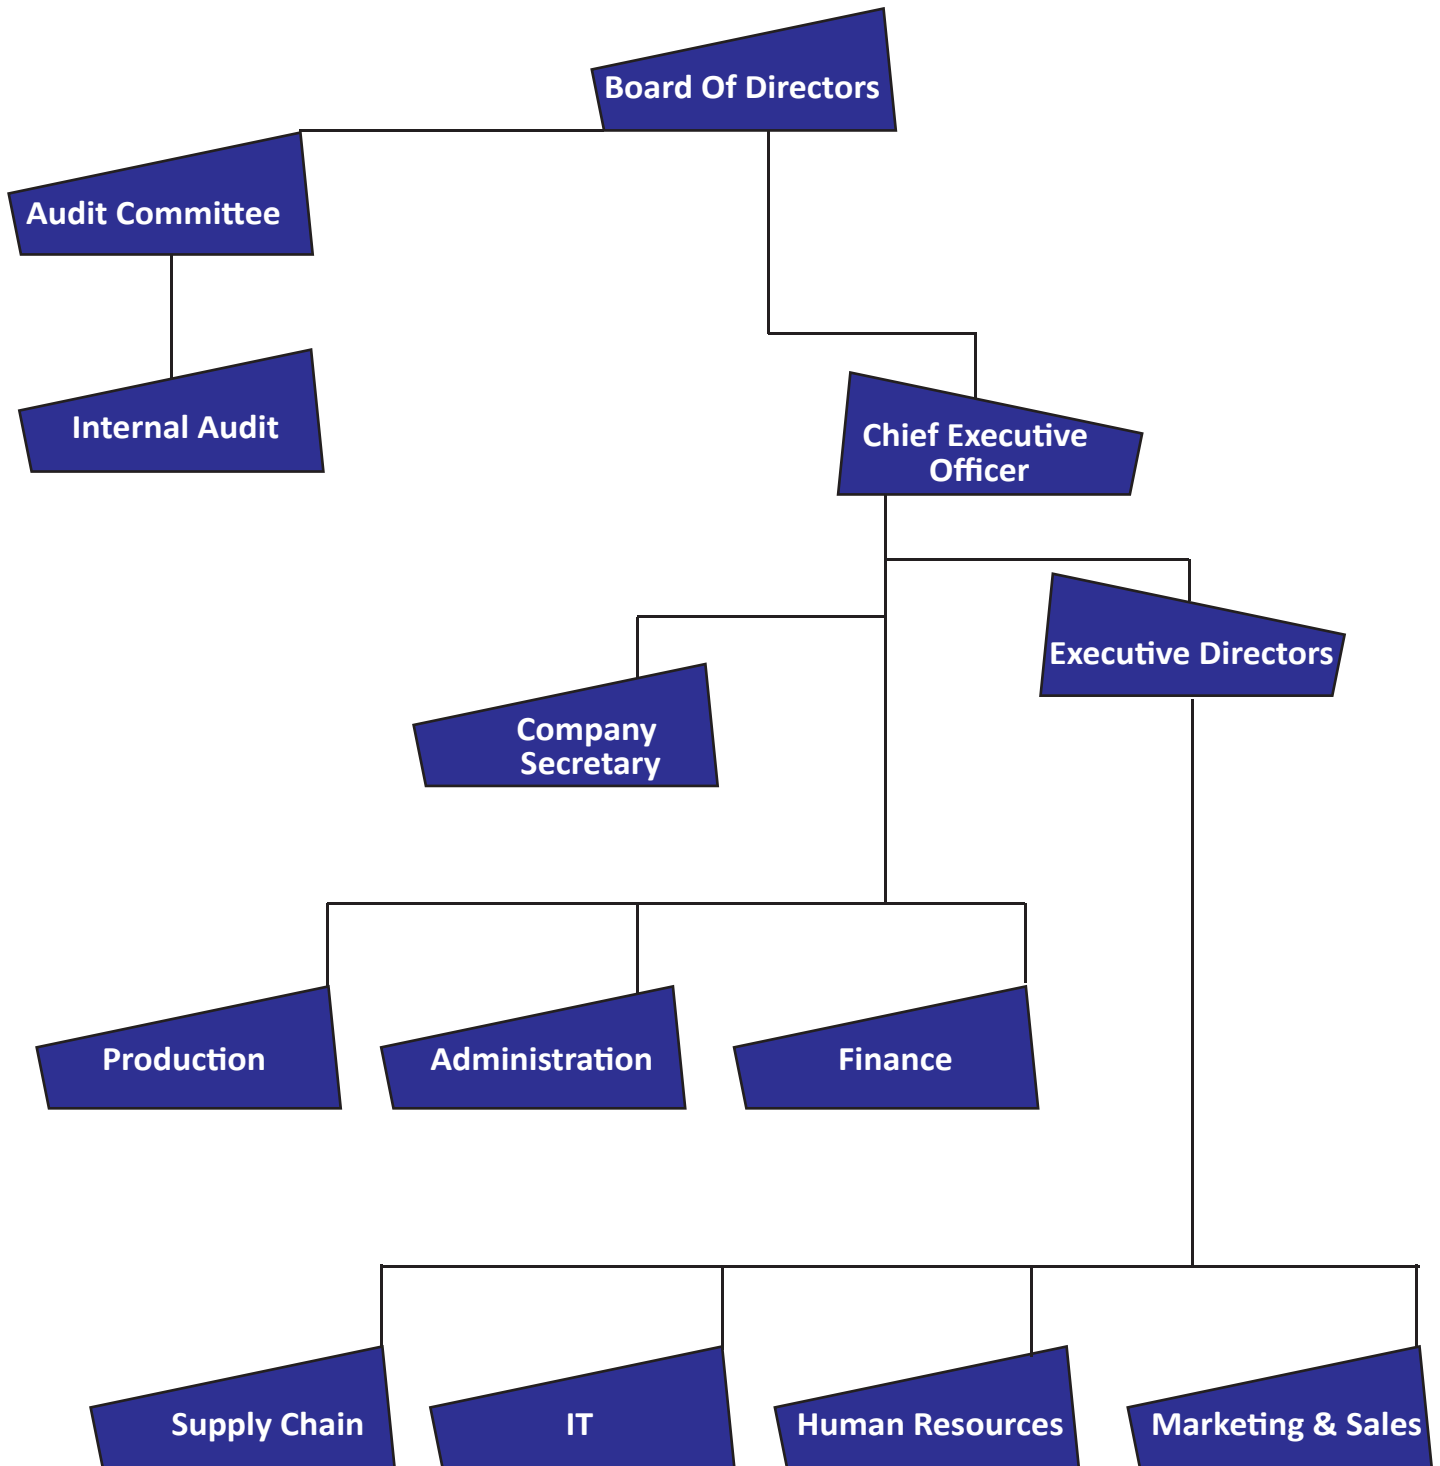 Board Of Directors
Audit Committee
Internal Audit
Chief Executive
Officer
Executive Directors
Company
Secretary
Production
Administration
Finance
Supply Chain
IT
Human Resources
Marketing & Sales